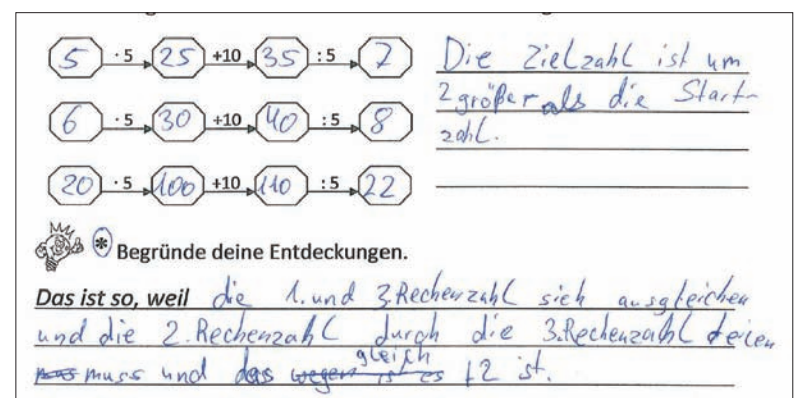 5 · 5 25 +10 35 : 5 7
6 · 5 30 +10 40 : 5 8
20 · 5 100 +10 110 : 5 22
Die Zielzahl ist um
2 größer als die Start-
zahl.
* Begründe deine Entdeckungen.
Das ist so, weil die 1. und 3. Rechenzahl sich ausgleichen
und die 2. Rechenzahl durch die 3. Rechenzahl teilen
muss und das gleich +2 ist.